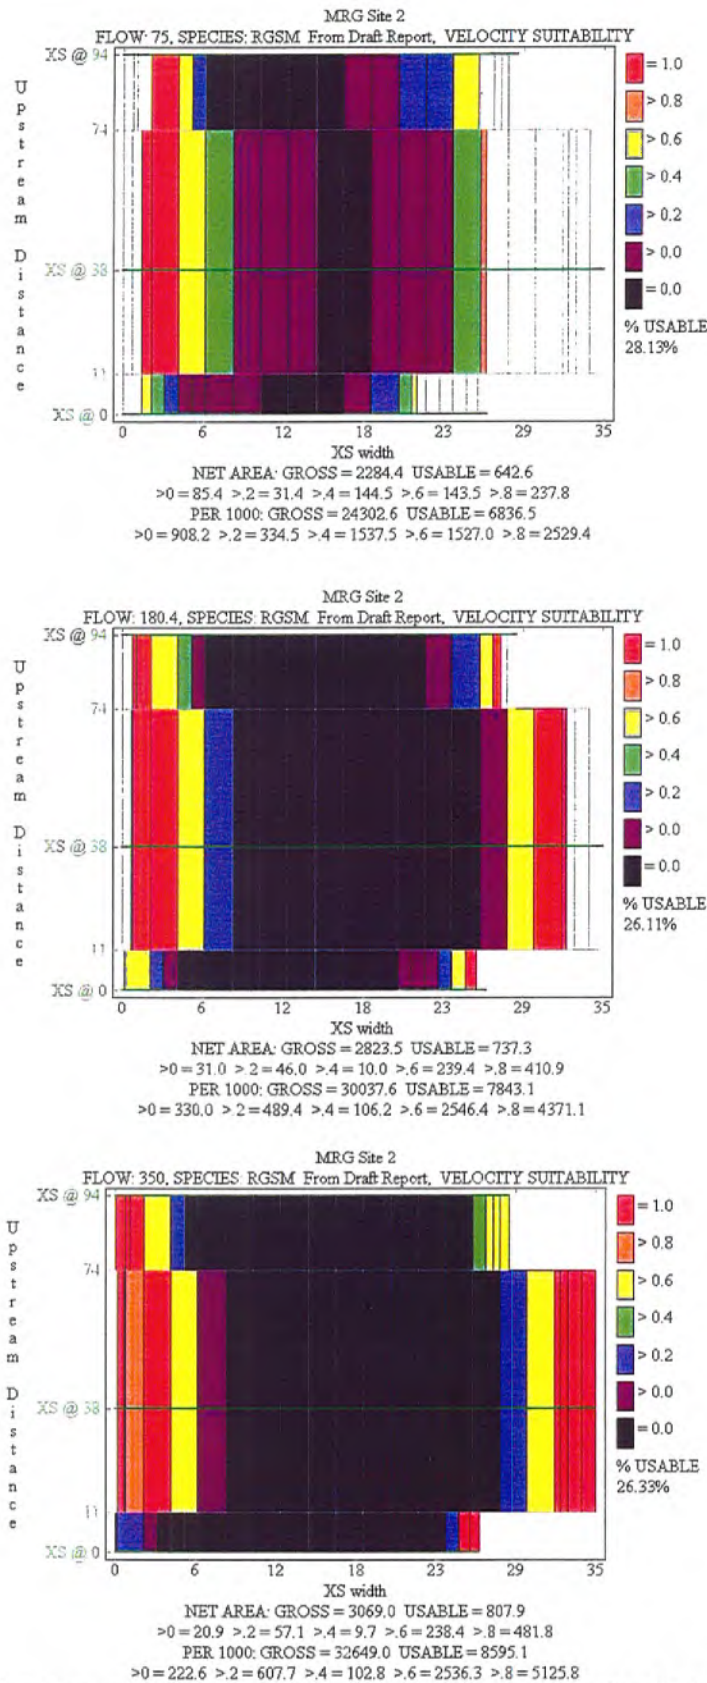 MRG Site 2
FLOW: 75, SPECIES: RGSM From Draft Report, VELOCITY SUITABILITY
Upstream Distance
XS @ 94
74
XS @ 38
11
XS @ 0
0 6 12 18 23 29 35
XS width
= 1.0
> 0.8
> 0.6
> 0.4
> 0.2
> 0.0
= 0.0
% USABLE
28.13%
NET AREA: GROSS = 2284.4 USABLE = 642.6
>0 = 85.4 >.2 = 31.4 >.4 = 144.5 >.6 = 143.5 >.8 = 237.8
PER 1000: GROSS = 24302.6 USABLE = 6836.5
>0 = 908.2 >.2 = 334.5 >.4 = 1537.5 >.6 = 1527.0 >.8 = 2529.4
MRG Site 2
FLOW: 180.4, SPECIES: RGSM From Draft Report, VELOCITY SUITABILITY
Upstream Distance
XS @ 94
74
XS @ 38
11
XS @ 0
0 6 12 18 23 29 35
XS width
= 1.0
> 0.8
> 0.6
> 0.4
> 0.2
> 0.0
= 0.0
% USABLE
26.11%
NET AREA: GROSS = 2823.5 USABLE = 737.3
>0 = 31.0 >.2 = 46.0 >.4 = 10.0 >.6 = 239.4 >.8 = 410.9
PER 1000: GROSS = 30037.6 USABLE = 7843.1
>0 = 330.0 >.2 = 489.4 >.4 = 106.2 >.6 = 2546.4 >.8 = 4371.1
MRG Site 2
FLOW: 350, SPECIES: RGSM From Draft Report, VELOCITY SUITABILITY
Upstream Distance
XS @ 94
74
XS @ 38
11
XS @ 0
0 6 12 18 23 29 35
XS width
= 1.0
> 0.8
> 0.6
> 0.4
> 0.2
> 0.0
= 0.0
% USABLE
26.33%
NET AREA: GROSS = 3069.0 USABLE = 807.9
>0 = 20.9 >.2 = 57.1 >.4 = 9.7 >.6 = 238.4 >.8 = 481.8
PER 1000: GROSS = 32649.0 USABLE = 8595.1
>0 = 222.6 >.2 = 607.7 >.4 = 102.8 >.6 = 2536.3 >.8 = 5125.8